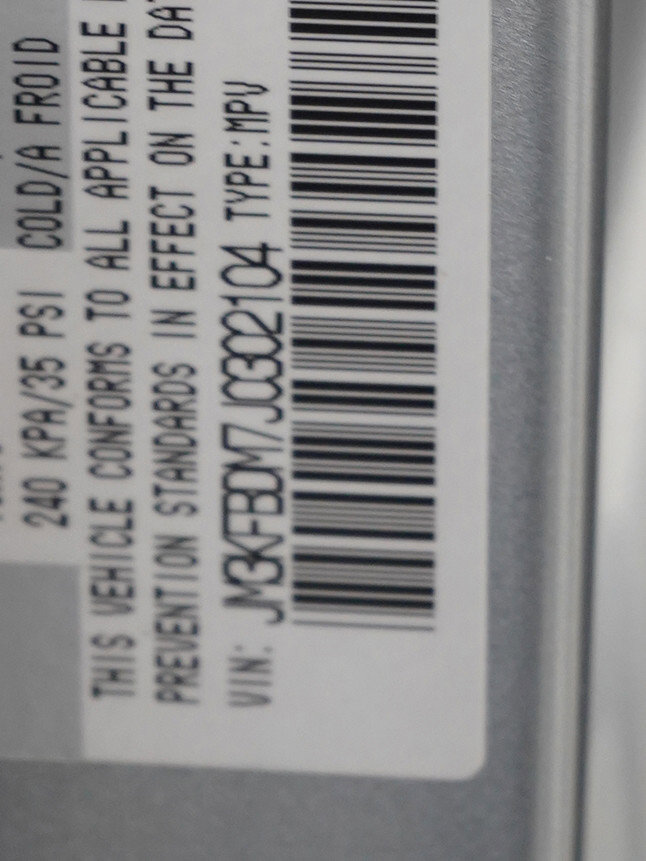 240 KPA/35 PSI COLD/A FROID
THIS VEHICLE CONFORMS TO ALL APPLICABLE
PREVENTION STANDARDS IN EFFECT ON THE DA
VIN: JM3KFBDM7J0302104 TYPE:MPV